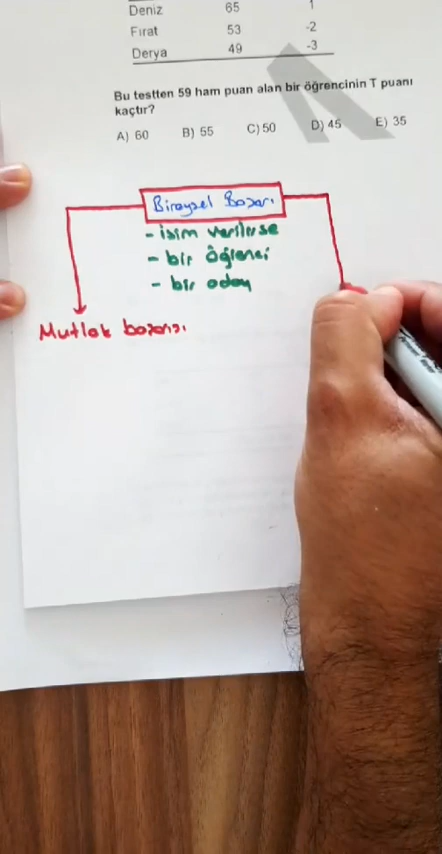 Deniz 65 1
Fırat 53 -2
Derya 49 -3
Bu testten 59 ham puan alan bir öğrencinin T puanı
kaçtır?
A) 60 B) 55 C) 50 D) 45 E) 35
Bireysel Başarı
- isim verilirse
- bir öğrenci
- bir aday
Mutlak başarısı